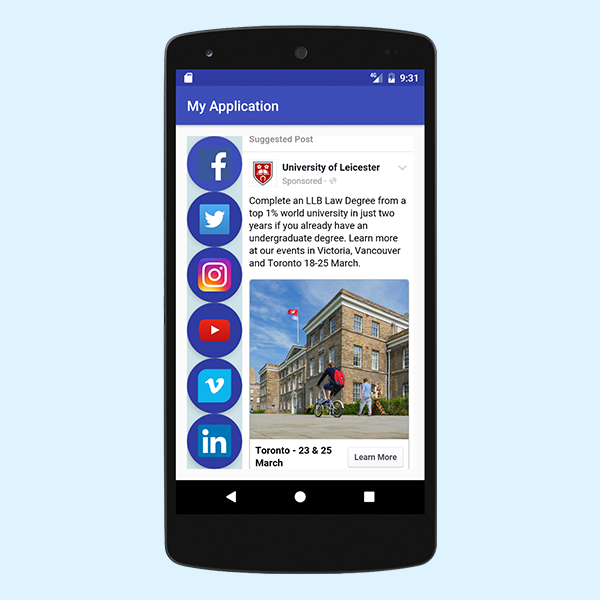 4G 9:31
My Application
Suggested Post
University of Leicester
Sponsored ·
Complete an LLB Law Degree from a
top 1% world university in just two
years if you already have an
undergraduate degree. Learn more
at our events in Victoria, Vancouver
and Toronto 18-25 March.
Toronto - 23 & 25
March
Learn More
in